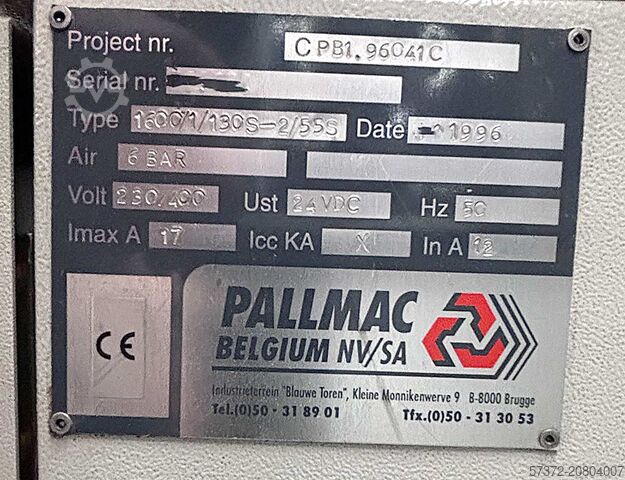 Project nr. CPB1.96041C
Serial nr.
Type 1600/1/130S-2/55S Date 1996
Air 6 BAR
Volt 230/400 Ust 24VDC Hz 50
Imax A 17 Icc KA X In A 12
CE
PALLMAC
BELGIUM NV/SA
Industrieterrein "Blauwe Toren", Kleine Monnikenwerve 9 B-8000 Brugge
Tel.(0)50 - 31 89 01 Tfx.(0)50 - 31 30 53
57372-20804007